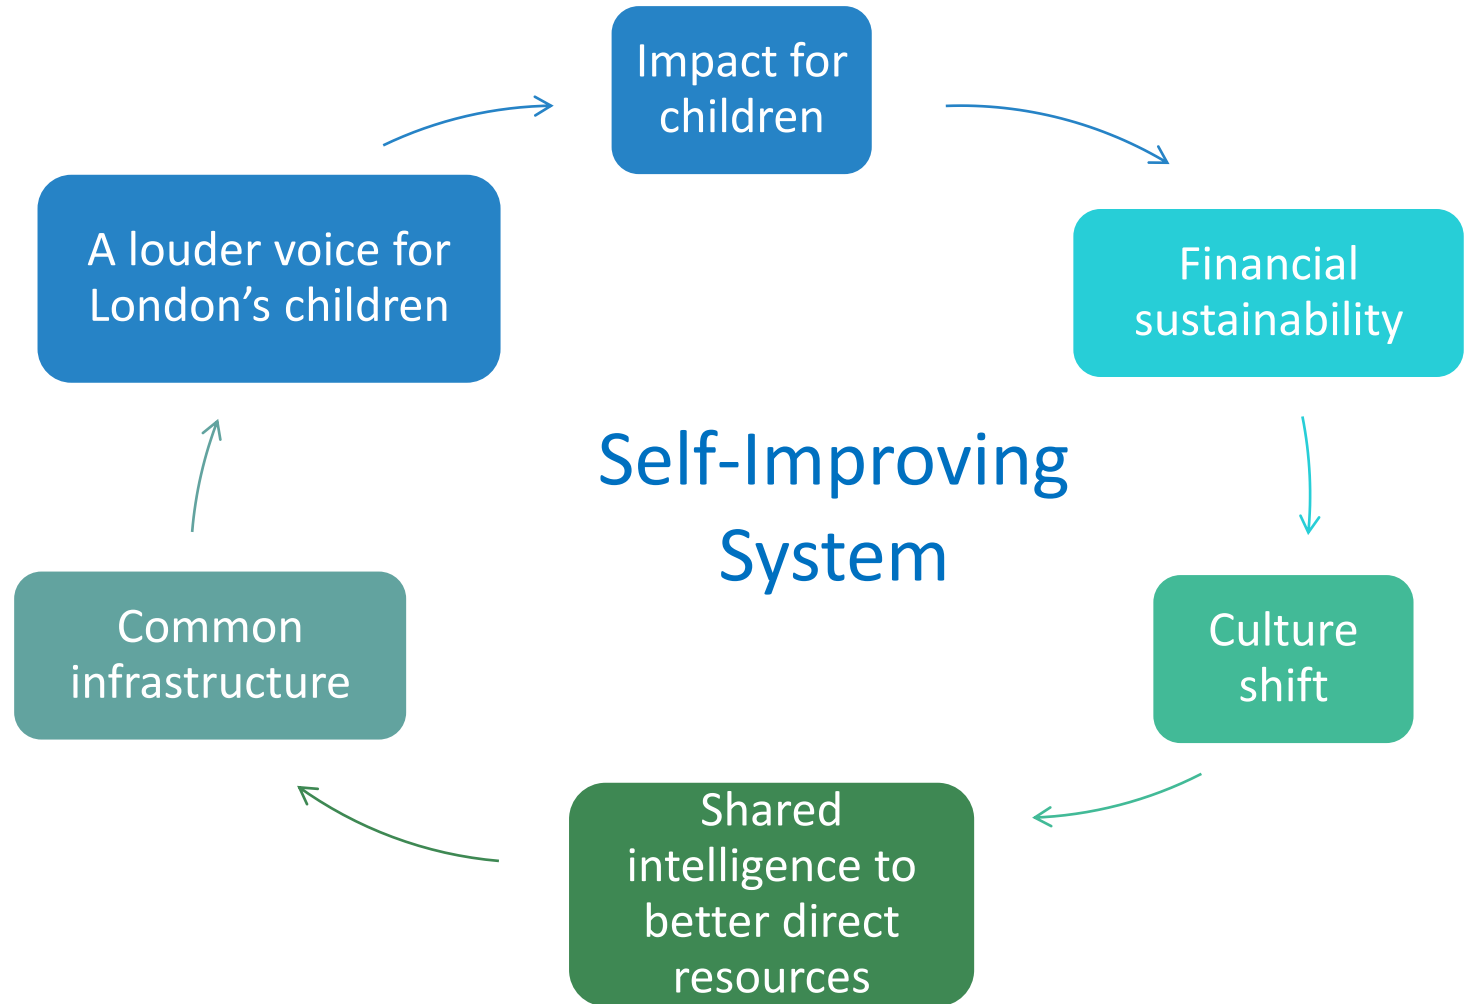 Impact for
children
Financial
sustainability
Culture
shift
Shared
intelligence to
better direct
resources
Common
infrastructure
A louder voice for
London’s children
Self-Improving
System